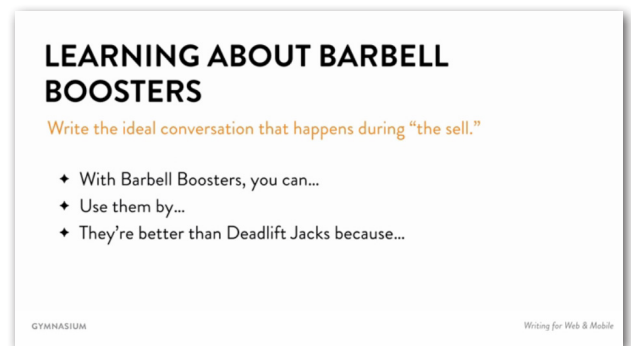 LEARNING ABOUT BARBELL
BOOSTERS
Write the ideal conversation that happens during “the sell.”
✦ With Barbell Boosters, you can...
✦ Use them by...
✦ They’re better than Deadlift Jacks because...
GYMNASIUM
Writing for Web & Mobile